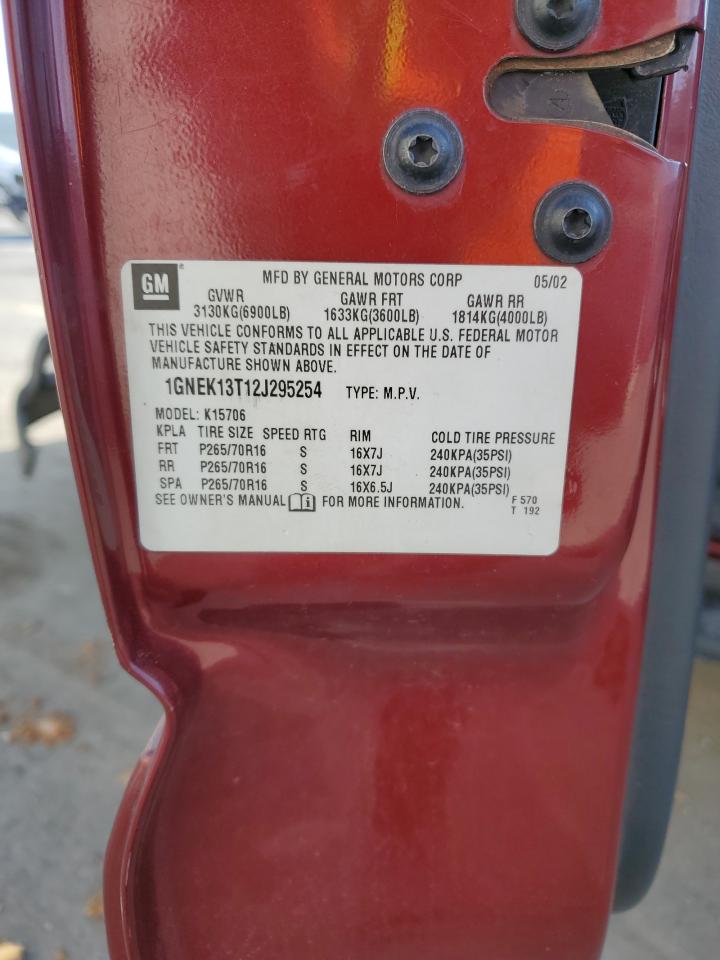 GM ® MFD BY GENERAL MOTORS CORP 05/02
GVWR GAWR FRT GAWR RR
3130KG(6900LB) 1633KG(3600LB) 1814KG(4000LB)
THIS VEHICLE CONFORMS TO ALL APPLICABLE U.S. FEDERAL MOTOR
VEHICLE SAFETY STANDARDS IN EFFECT ON THE DATE OF
MANUFACTURE SHOWN ABOVE.
1GNEK13T12J295254 TYPE: M.P.V.
MODEL: K15706
KPLA TIRE SIZE SPEED RTG RIM COLD TIRE PRESSURE
FRT P265/70R16 S 16X7J 240KPA(35PSI)
RR P265/70R16 S 16X7J 240KPA(35PSI)
SPA P265/70R16 S 16X6.5J 240KPA(35PSI)
SEE OWNER'S MANUAL i FOR MORE INFORMATION. F 570
T 192